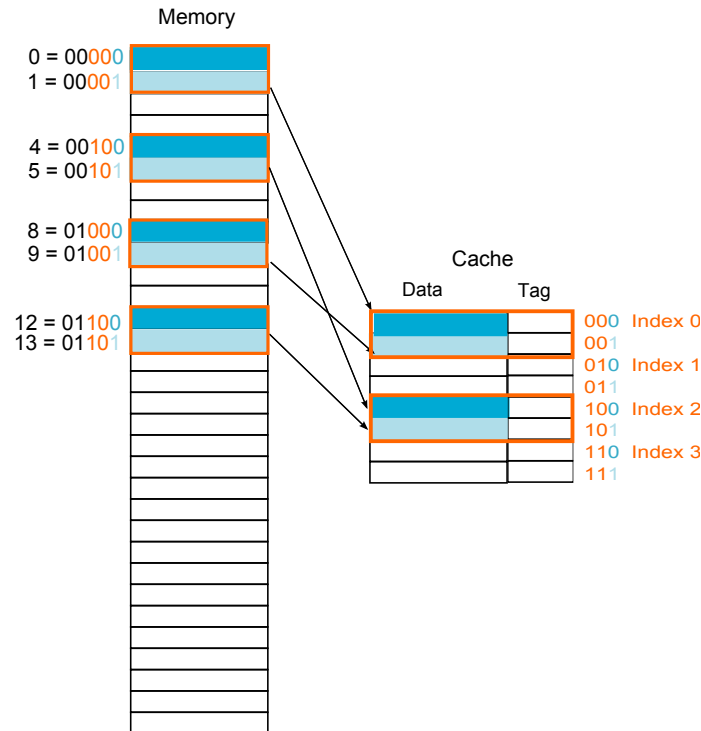 Memory
0 = 00000
1 = 00001
4 = 00100
5 = 00101
8 = 01000
9 = 01001
12 = 01100
13 = 01101
Cache
Data Tag
000 Index 0
001
010 Index 1
011
100 Index 2
101
110 Index 3
111